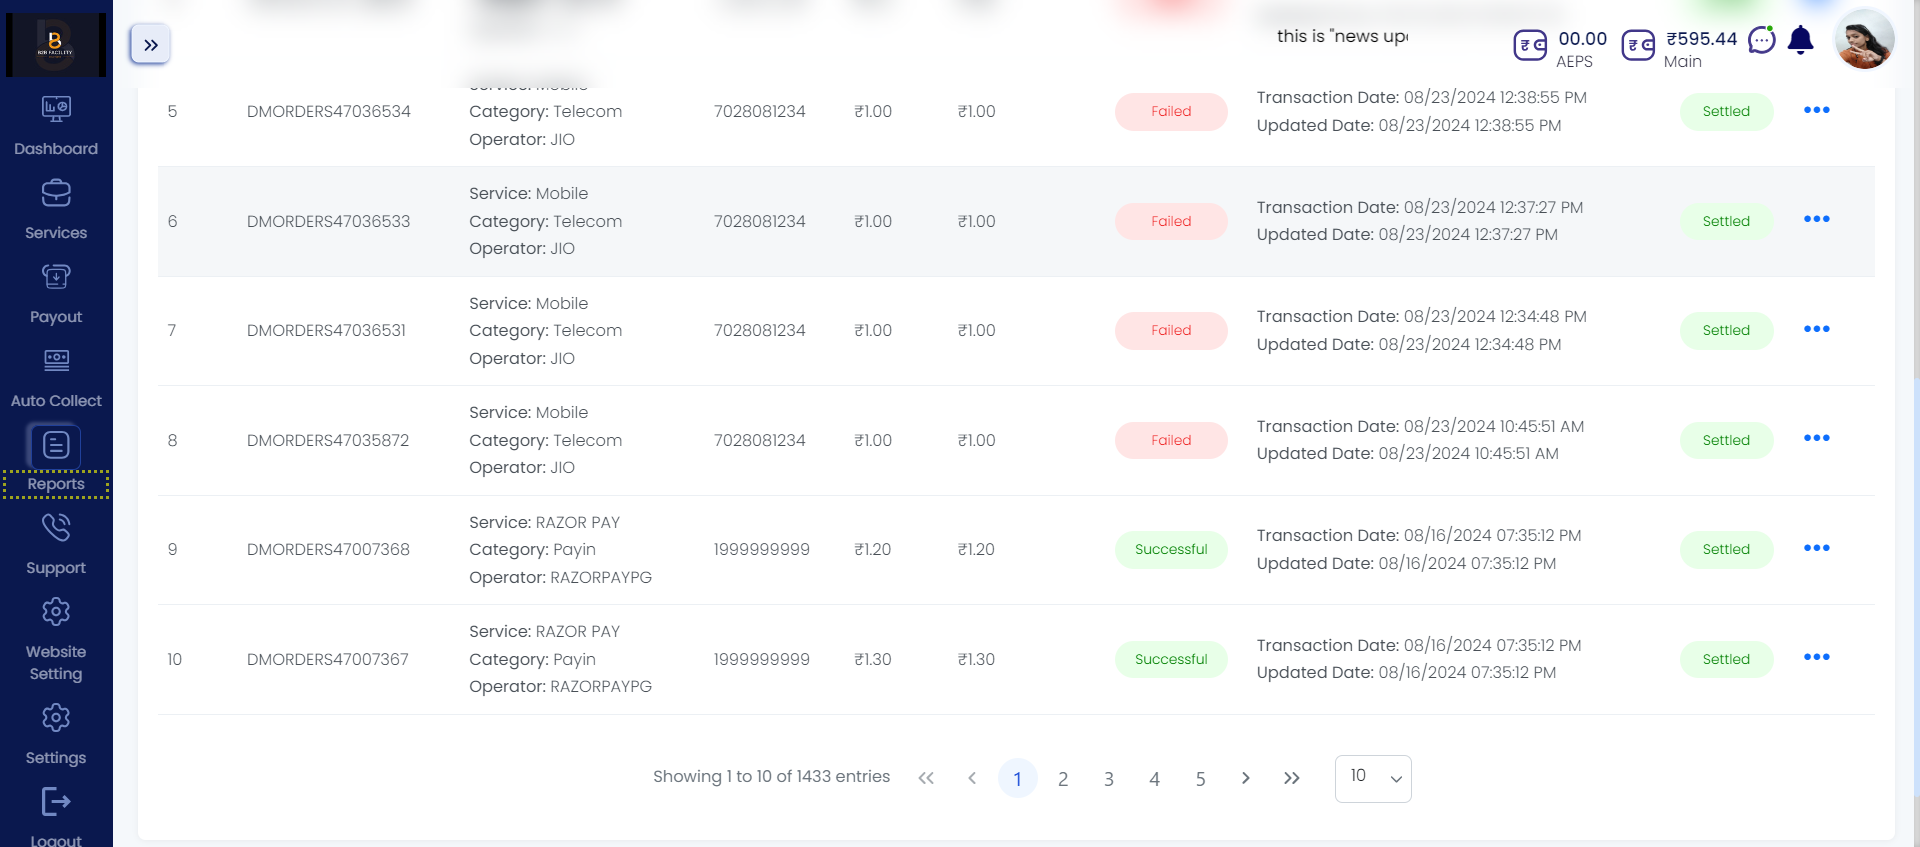 B2B FACILITY
this is "news upc
₹ 00.00
AEPS
₹ ₹595.44
Main
Dashboard
Services
Payout
Auto Collect
Reports
Support
Website
Setting
Settings
Logout
Service: Mobile
5 DMORDERS47036534 Category: Telecom 7028081234 ₹1.00 ₹1.00 Failed Transaction Date: 08/23/2024 12:38:55 PM Settled
Operator: JIO Updated Date: 08/23/2024 12:38:55 PM
Service: Mobile
6 DMORDERS47036533 Category: Telecom 7028081234 ₹1.00 ₹1.00 Failed Transaction Date: 08/23/2024 12:37:27 PM Settled
Operator: JIO Updated Date: 08/23/2024 12:37:27 PM
Service: Mobile
7 DMORDERS47036531 Category: Telecom 7028081234 ₹1.00 ₹1.00 Failed Transaction Date: 08/23/2024 12:34:48 PM Settled
Operator: JIO Updated Date: 08/23/2024 12:34:48 PM
Service: Mobile
8 DMORDERS47035872 Category: Telecom 7028081234 ₹1.00 ₹1.00 Failed Transaction Date: 08/23/2024 10:45:51 AM Settled
Operator: JIO Updated Date: 08/23/2024 10:45:51 AM
Service: RAZOR PAY
9 DMORDERS47007368 Category: Payin 1999999999 ₹1.20 ₹1.20 Successful Transaction Date: 08/16/2024 07:35:12 PM Settled
Operator: RAZORPAYPG Updated Date: 08/16/2024 07:35:12 PM
Service: RAZOR PAY
10 DMORDERS47007367 Category: Payin 1999999999 ₹1.30 ₹1.30 Successful Transaction Date: 08/16/2024 07:35:12 PM Settled
Operator: RAZORPAYPG Updated Date: 08/16/2024 07:35:12 PM
Showing 1 to 10 of 1433 entries 1 2 3 4 5 10